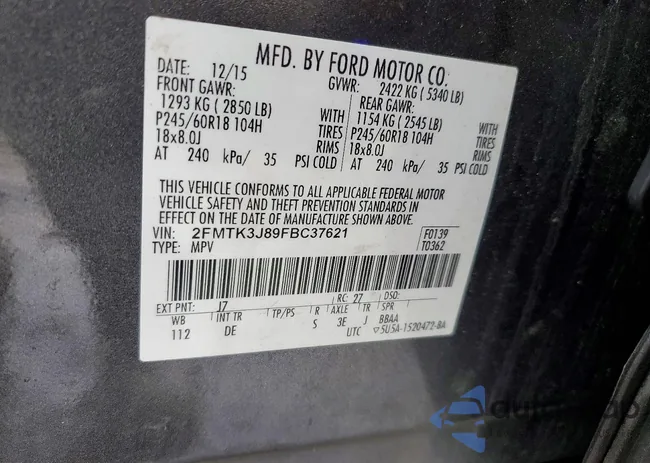 MFD. BY FORD MOTOR CO.
DATE: 12/15 GVWR: 2422 KG ( 5340 LB)
FRONT GAWR: REAR GAWR:
1293 KG ( 2850 LB) WITH 1154 KG ( 2545 LB) WITH
P245/60R18 104H TIRES P245/60R18 104H TIRES
18x8.0J RIMS 18x8.0J RIMS
AT 240 kPa/ 35 PSI COLD AT 240 kPa/ 35 PSI COLD
THIS VEHICLE CONFORMS TO ALL APPLICABLE FEDERAL MOTOR
VEHICLE SAFETY AND THEFT PREVENTION STANDARDS IN
EFFECT ON THE DATE OF MANUFACTURE SHOWN ABOVE.
VIN: 2FMTK3J89FBC37621 F0139
TYPE: MPV T0362
EXT PNT: J7 RC: 27 DSO:
WB INT TR TP/PS R AXLE TR SPR
112 DE S 3E J BBAA
UTC 5U5A-1520472-BA